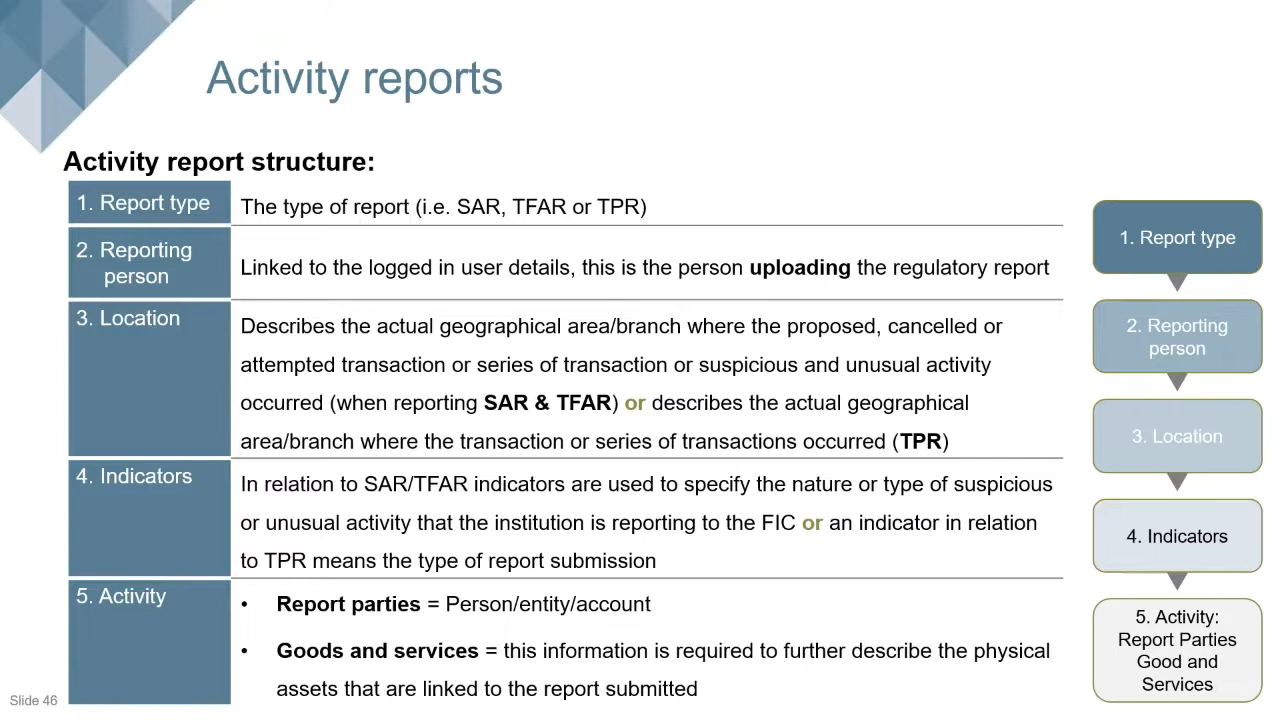 Activity reports
Activity report structure:
1. Report type
The type of report (i.e. SAR, TFAR or TPR)
2. Reporting
person
Linked to the logged in user details, this is the person uploading the regulatory report
3. Location
Describes the actual geographical area/branch where the proposed, cancelled or
attempted transaction or series of transaction or suspicious and unusual activity
occurred (when reporting SAR & TFAR) or describes the actual geographical
area/branch where the transaction or series of transactions occurred (TPR)
4. Indicators
In relation to SAR/TFAR indicators are used to specify the nature or type of suspicious
or unusual activity that the institution is reporting to the FIC or an indicator in relation
to TPR means the type of report submission
5. Activity
• Report parties = Person/entity/account
• Goods and services = this information is required to further describe the physical
assets that are linked to the report submitted
1. Report type
2. Reporting
person
3. Location
4. Indicators
5. Activity:
Report Parties
Good and
Services
Slide 46